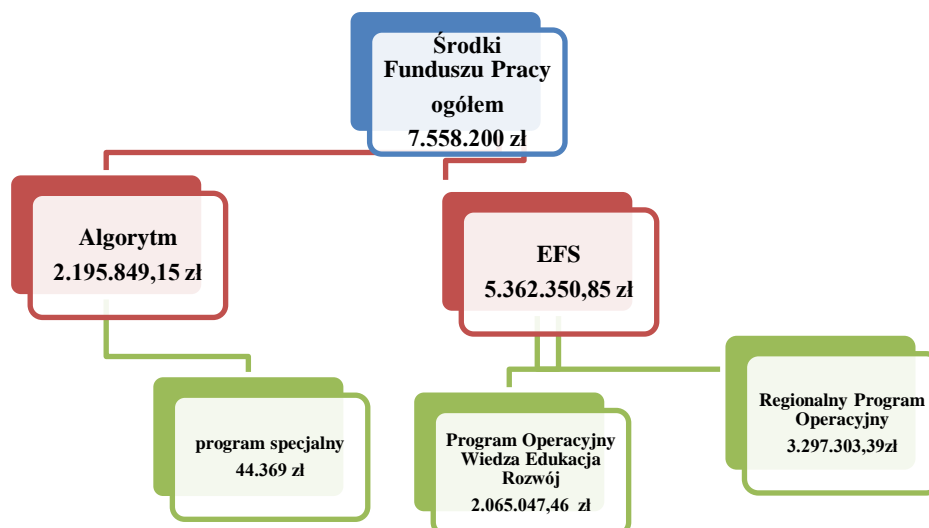 Środki
Funduszu Pracy
ogółem
7.558.200 zł
Algorytm
2.195.849,15 zł
EFS
5.362.350,85 zł
program specjalny
44.369 zł
Program Operacyjny
Wiedza Edukacja
Rozwój
2.065.047,46 zł
Regionalny Program
Operacyjny
3.297.303,39zł